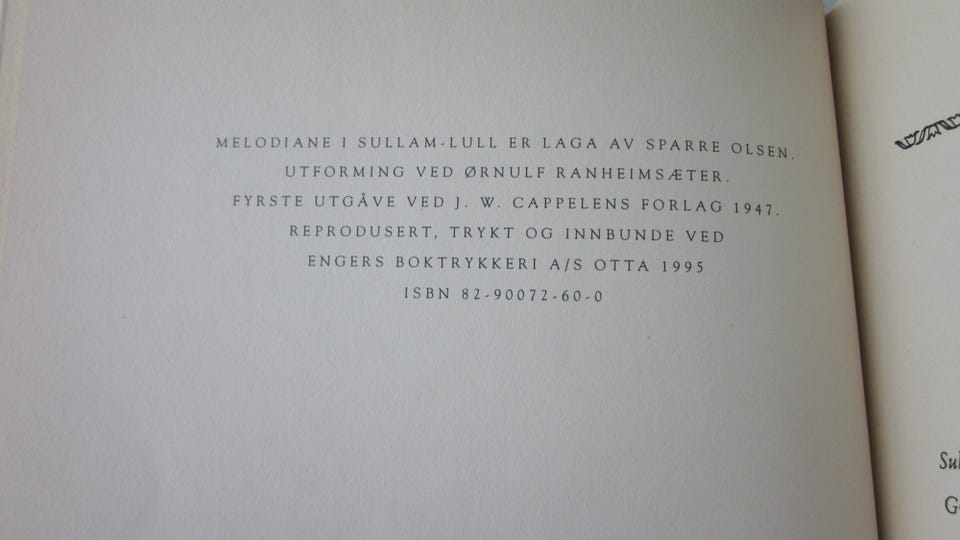 MELODIANE I SULLAM-LULL ER LAGA AV SPARRE OLSEN.
UTFORMING VED ØRNULF RANHEIMSÆTER.
FYRSTE UTGÅVE VED J. W. CAPPELENS FORLAG 1947.
REPRODUSERT, TRYKT OG INNBUNDE VED
ENGERS BOKTRYKKERI A/S OTTA 1995
ISBN 82-90072-60-0